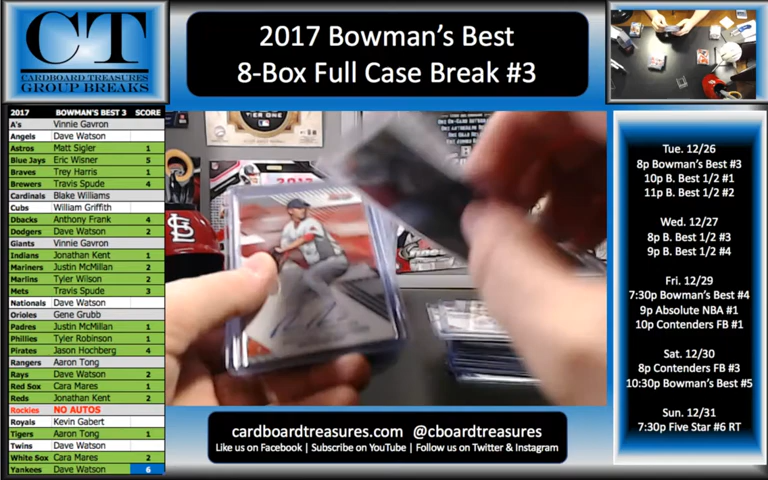 CT
CARDBOARD TREASURES
GROUP BREAKS
2017 Bowman's Best
8-Box Full Case Break #3
2017 BOWMAN'S BEST 3 SCORE
A's Vinnie Gavron
Angels Dave Watson
Astros Matt Sigler 1
Blue Jays Eric Wisner 5
Braves Trey Harris 1
Brewers Travis Spude 4
Cardinals Blake Williams
Cubs William Griffith
Dbacks Anthony Frank 4
Dodgers Dave Watson 2
Giants Vinnie Gavron
Indians Jonathan Kent 1
Mariners Justin McMillan 2
Marlins Tyler Wilson 2
Mets Travis Spude 3
Nationals Dave Watson
Orioles Gene Grubb
Padres Justin McMillan 1
Phillies Tyler Robinson 1
Pirates Jason Hochberg 4
Rangers Aaron Tong
Rays Dave Watson 2
Red Sox Cara Mares 1
Reds Jonathan Kent 2
Rockies NO AUTOS
Royals Kevin Gabert
Tigers Aaron Tong 1
Twins Dave Watson
White Sox Cara Mares 2
Yankees Dave Watson 6
TIER ONE
2017
Tue. 12/26
8p Bowman's Best #3
10p B. Best 1/2 #1
11p B. Best 1/2 #2
Wed. 12/27
8p B. Best 1/2 #3
9p B. Best 1/2 #4
Fri. 12/29
7:30p Bowman's Best #4
9p Absolute NBA #1
10p Contenders FB #1
Sat. 12/30
8p Contenders FB #3
10:30p Bowman's Best #5
Sun. 12/31
7:30p Five Star #6 RT
cardboardtreasures.com @cboardtreasures
Like us on Facebook | Subscribe on YouTube | Follow us on Twitter & Instagram